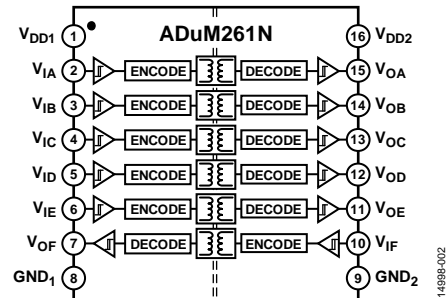 ADuM261N
VDD1 1 16 VDD2
VIA 2 ENCODE DECODE 15 VOA
VIB 3 ENCODE DECODE 14 VOB
VIC 4 ENCODE DECODE 13 VOC
VID 5 ENCODE DECODE 12 VOD
VIE 6 ENCODE DECODE 11 VOE
VOF 7 DECODE ENCODE 10 VIF
GND1 8 9 GND2
14998-002